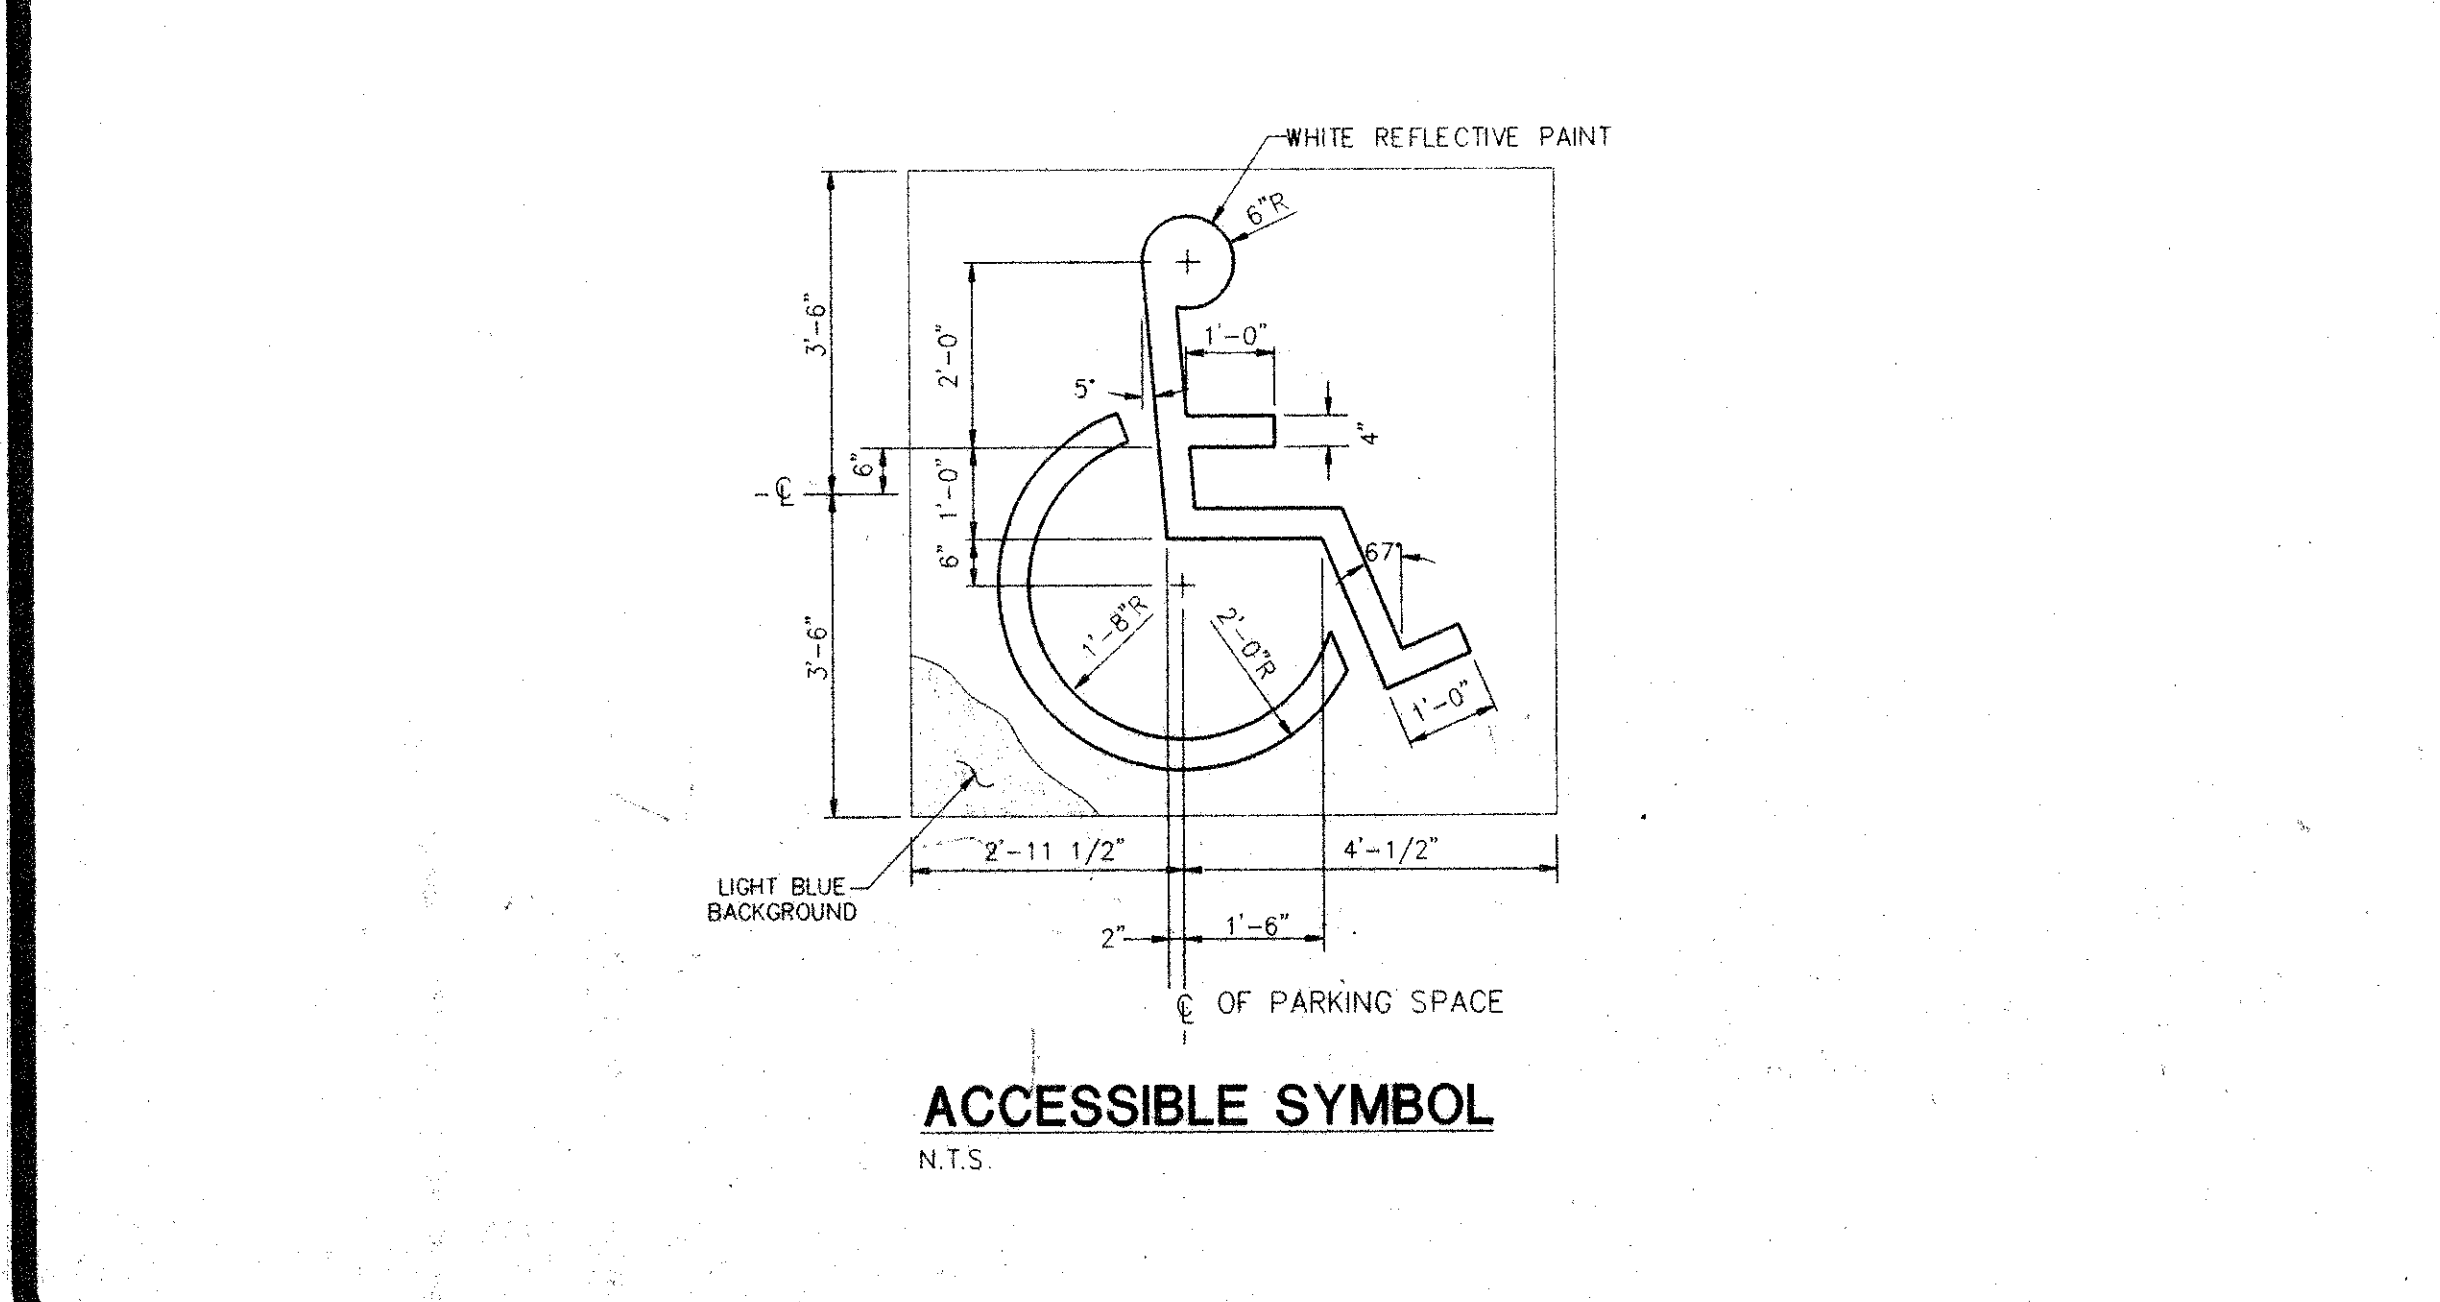 WHITE REFLECTIVE PAINT
6"R
3'-6"
2'-0"
1'-0"
5°
4"
6"
1'-0"
℄
6"
67°
1'-8"R
2'-0"R
3'-6"
1'-0"
2'-11 1/2"
4'-1/2"
LIGHT BLUE
BACKGROUND
2"
1'-6"
℄ OF PARKING SPACE
ACCESSIBLE SYMBOL
N.T.S.